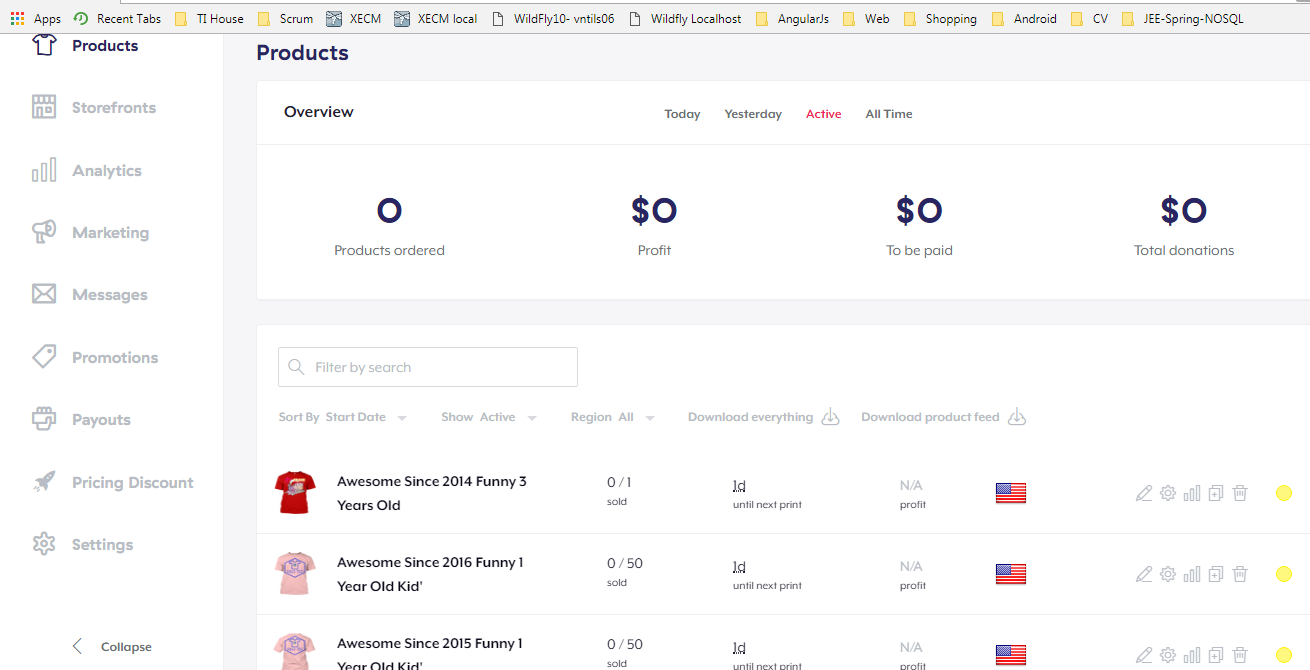 Apps Recent Tabs TI House Scrum XECM XECM local WildFly10- vntils06 Wildfly Localhost AngularJs Web Shopping Android CV JEE-Spring-NOSQL
Products
Storefronts
Analytics
Marketing
Messages
Promotions
Payouts
Pricing Discount
Settings
Collapse
Products
Overview Today Yesterday Active All Time
0 $0 $0 $0
Products ordered Profit To be paid Total donations
Filter by search
Sort By Start Date Show Active Region All Download everything Download product feed
Awesome Since 2014 Funny 3
Years Old
0 / 1
sold
1d
until next print
N/A
profit
Awesome Since 2016 Funny 1
Year Old Kid'
0 / 50
sold
1d
until next print
N/A
profit
Awesome Since 2015 Funny 1
Year Old Kid'
0 / 50
sold
1d
until next print
N/A
profit